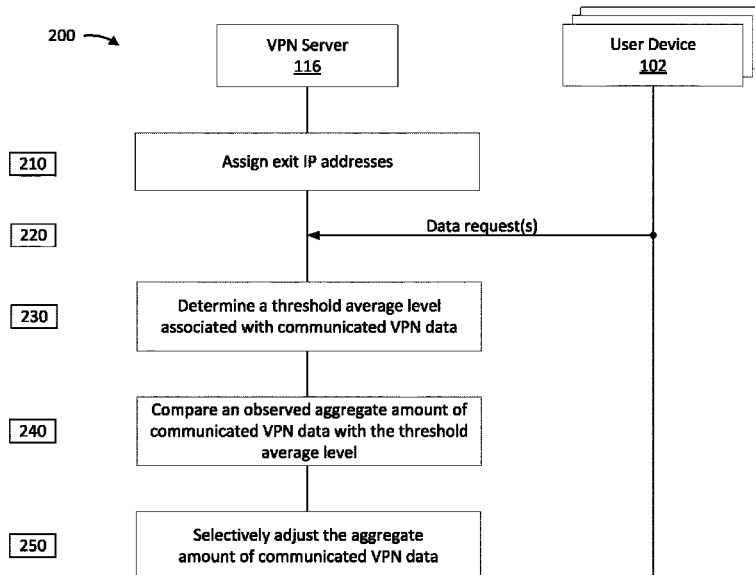 200
VPN Server
116
User Device
102
210
Assign exit IP addresses
220
Data request(s)
230
Determine a threshold average level
associated with communicated VPN data
240
Compare an observed aggregate amount of
communicated VPN data with the threshold
average level
250
Selectively adjust the aggregate
amount of communicated VPN data